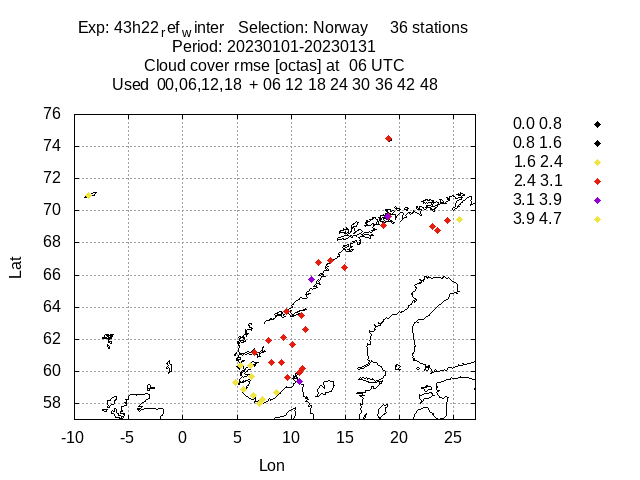 Exp: 43h22refwinter Selection: Norway 36 stations
Period: 20230101-20230131
Cloud cover rmse [octas] at 06 UTC
Used 00,06,12,18 + 06 12 18 24 30 36 42 48
76
74
72
70
68
66
64
62
60
58
Lat
-10 -5 0 5 10 15 20 25
Lon
0.0 0.8
0.8 1.6
1.6 2.4
2.4 3.1
3.1 3.9
3.9 4.7